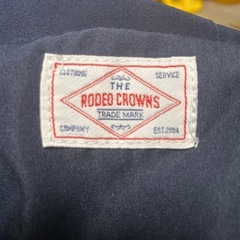 CLOTHING SERVICE
THE
RODEO CROWNS
TRADE MARK
COMPANY EST.2004